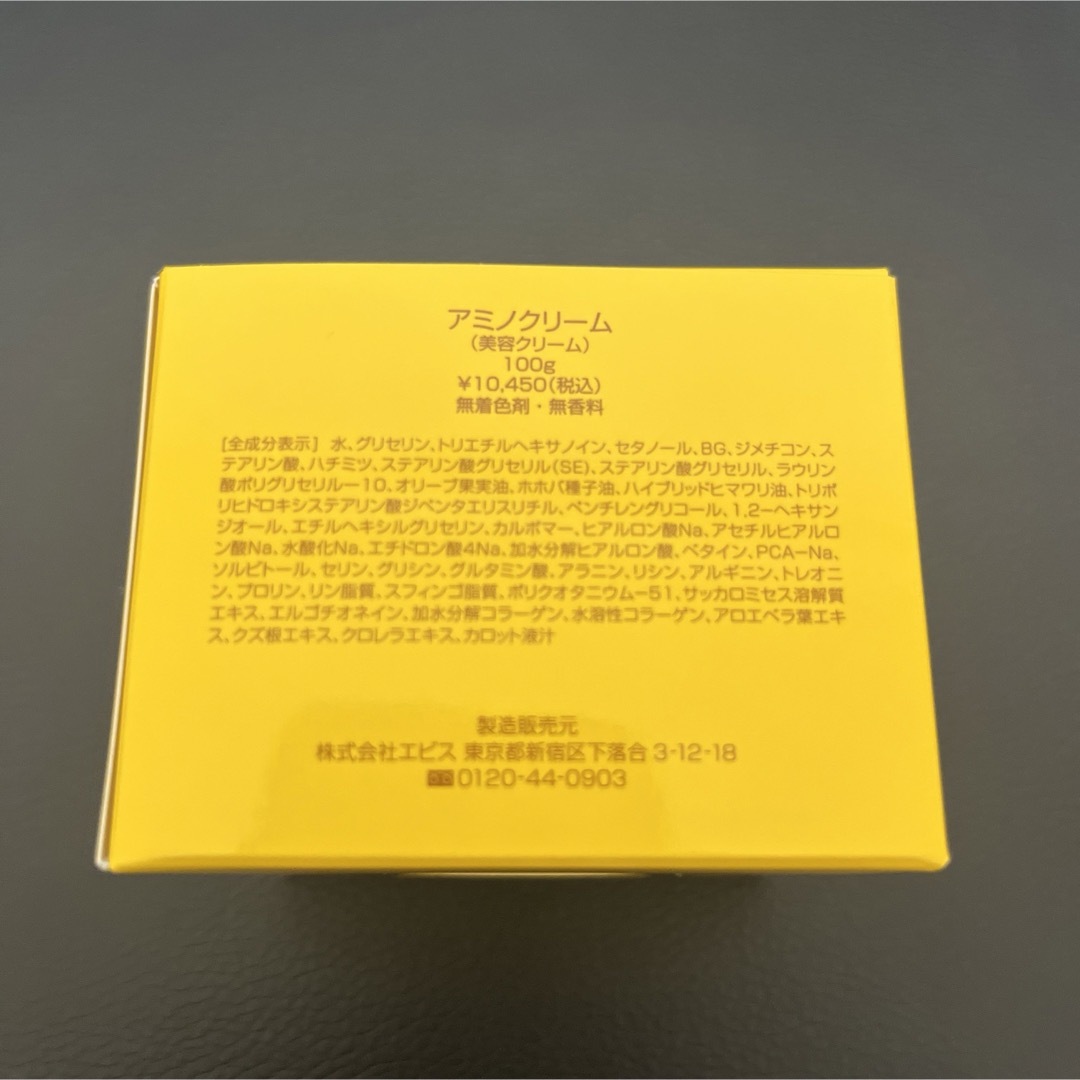 アミノクリーム
（美容クリーム）
100g
¥10,450（税込）
無着色剤・無香料
［全成分表示］水、グリセリン、トリエチルヘキサノイン、セタノール、BG、ジメチコン、ス
テアリン酸、ハチミツ、ステアリン酸グリセリル（SE）、ステアリン酸グリセリル、ラウリン
酸ポリグリセリル−10、オリーブ果実油、ホホバ種子油、ハイブリッドヒマワリ油、トリポ
リヒドロキシステアリン酸ジペンタエリスリチル、ペンチレングリコール、1,2−ヘキサン
ジオール、エチルヘキシルグリセリン、カルボマー、ヒアルロン酸Na、アセチルヒアルロ
ン酸Na、水酸化Na、エチドロン酸4Na、加水分解ヒアルロン酸、ベタイン、PCA−Na、
ソルビトール、セリン、グリシン、グルタミン酸、アラニン、リシン、アルギニン、トレオニ
ン、プロリン、リン脂質、スフィンゴ脂質、ポリクオタニウム−51、サッカロミセス溶解質
エキス、エルゴチオネイン、加水分解コラーゲン、水溶性コラーゲン、アロエベラ葉エキ
ス、クズ根エキス、クロレラエキス、カロット液汁
製造販売元
株式会社エビス 東京都新宿区下落合 3-12-18
0120-44-0903